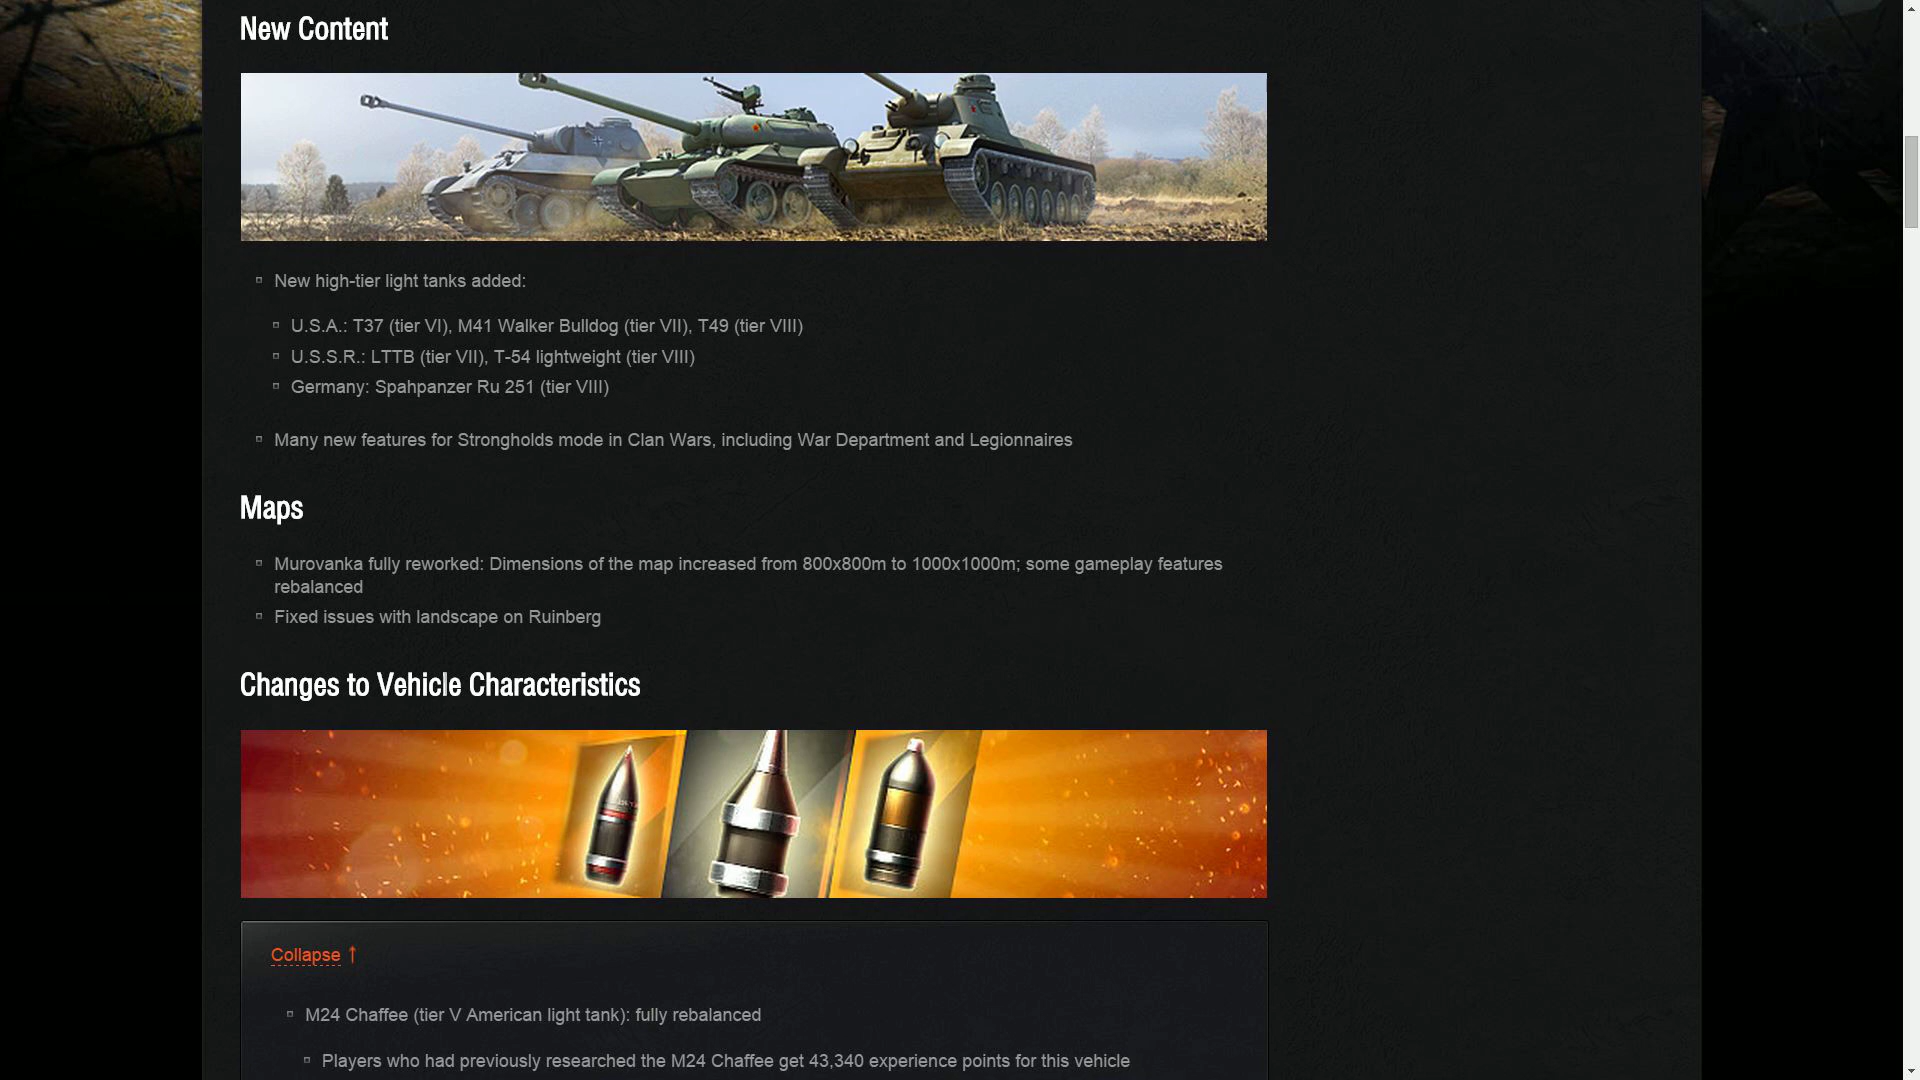 New Content
New high-tier light tanks added:
U.S.A.: T37 (tier VI), M41 Walker Bulldog (tier VII), T49 (tier VIII)
U.S.S.R.: LTTB (tier VII), T-54 lightweight (tier VIII)
Germany: Spahpanzer Ru 251 (tier VIII)
Many new features for Strongholds mode in Clan Wars, including War Department and Legionnaires
Maps
Murovanka fully reworked: Dimensions of the map increased from 800x800m to 1000x1000m; some gameplay features
rebalanced
Fixed issues with landscape on Ruinberg
Changes to Vehicle Characteristics
Collapse ↑
M24 Chaffee (tier V American light tank): fully rebalanced
Players who had previously researched the M24 Chaffee get 43,340 experience points for this vehicle